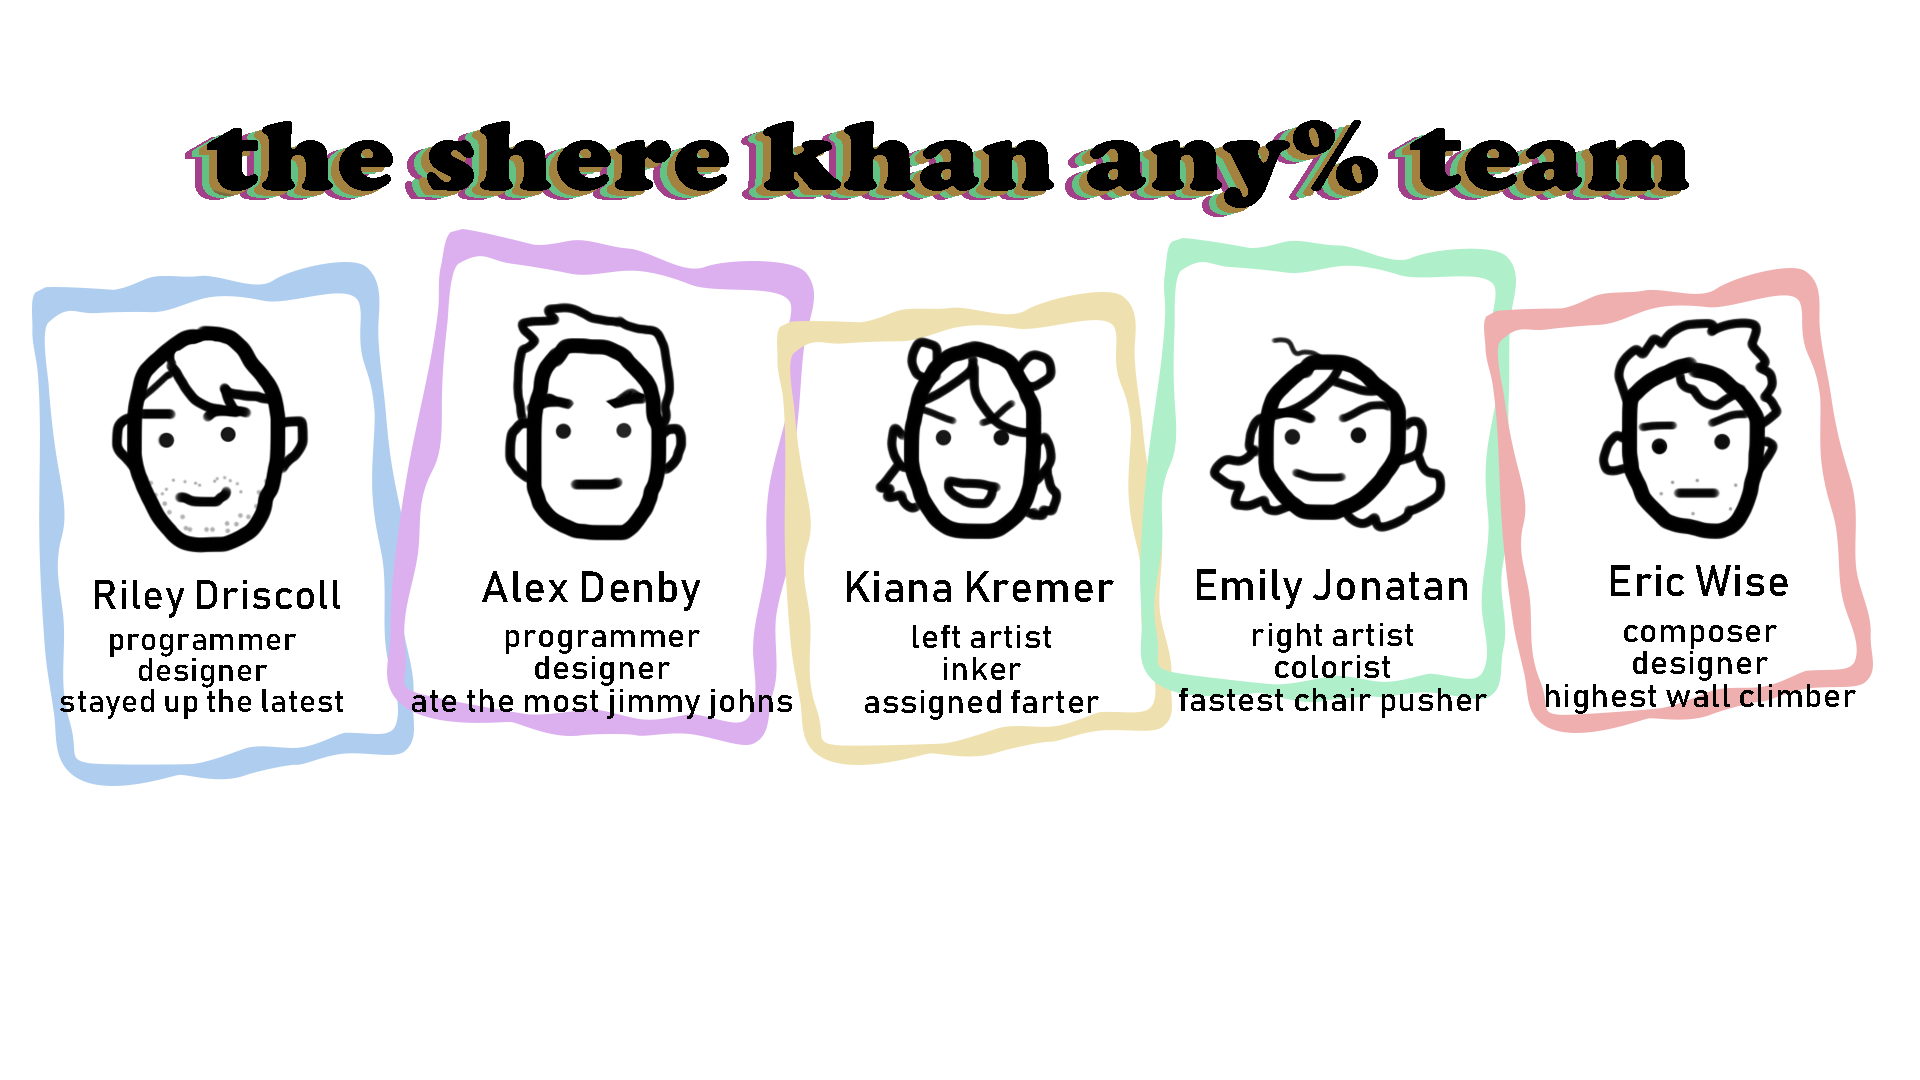 the shere khan any% team
Riley Driscoll
programmer
designer
stayed up the latest
Alex Denby
programmer
designer
ate the most jimmy johns
Kiana Kremer
left artist
inker
assigned farter
Emily Jonatan
right artist
colorist
fastest chair pusher
Eric Wise
composer
designer
highest wall climber